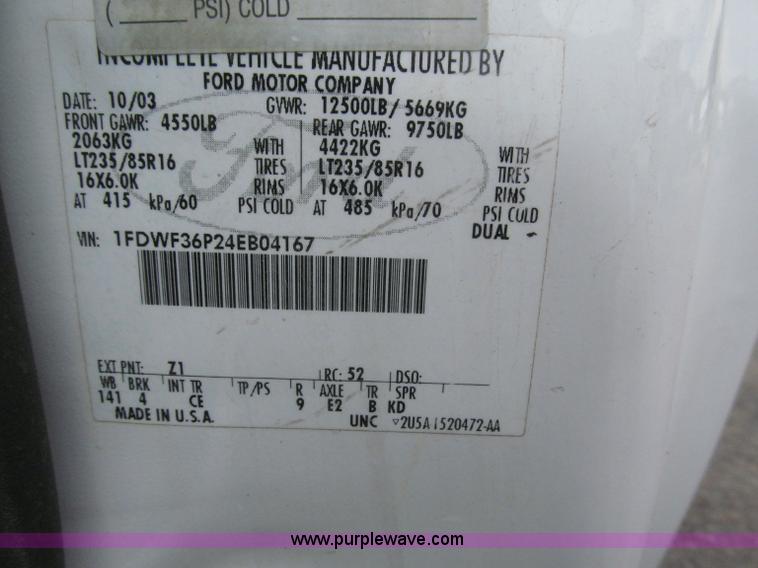 ( ____ PSI) COLD ____________
INCOMPLETE VEHICLE MANUFACTURED BY
FORD MOTOR COMPANY
DATE: 10/03 GVWR: 12500LB/ 5669KG
FRONT GAWR: 4550LB REAR GAWR: 9750LB
2063KG WITH 4422KG WITH
LT235/85R16 TIRES LT235/85R16 TIRES
16X6.0K RIMS 16X6.0K RIMS
AT 415 kPa/60 PSI COLD AT 485 kPa/70 PSI COLD
DUAL -
Ford
VIN: 1FDWF36P24EB04167
EXT PNT: Z1 RC: 52 DSO:
WB BRK INT TR TP/PS R AXLE TR SPR
141 4 CE 9 E2 B KD
MADE IN U.S.A. UNC ▽2U5A 1520472-AA
www.purplewave.com